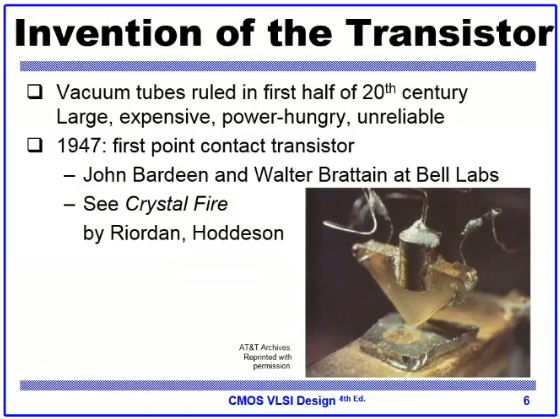 Invention of the Transistor
❑ Vacuum tubes ruled in first half of 20th century
Large, expensive, power-hungry, unreliable
❑ 1947: first point contact transistor
– John Bardeen and Walter Brattain at Bell Labs
– See Crystal Fire
by Riordan, Hoddeson
AT&T Archives.
Reprinted with
permission.
CMOS VLSI Design 4th Ed.
6